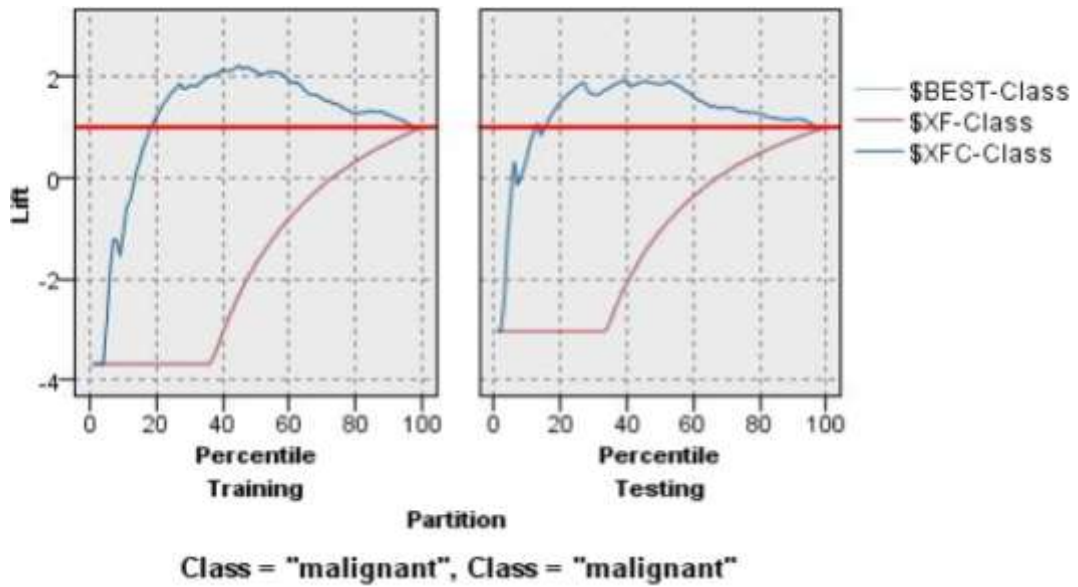 Lift
2
0
-2
-4
0 20 40 60 80 100
Percentile
Training
0 20 40 60 80 100
Percentile
Testing
Partition
Class = "malignant", Class = "malignant"
$BEST-Class
$XF-Class
$XFC-Class